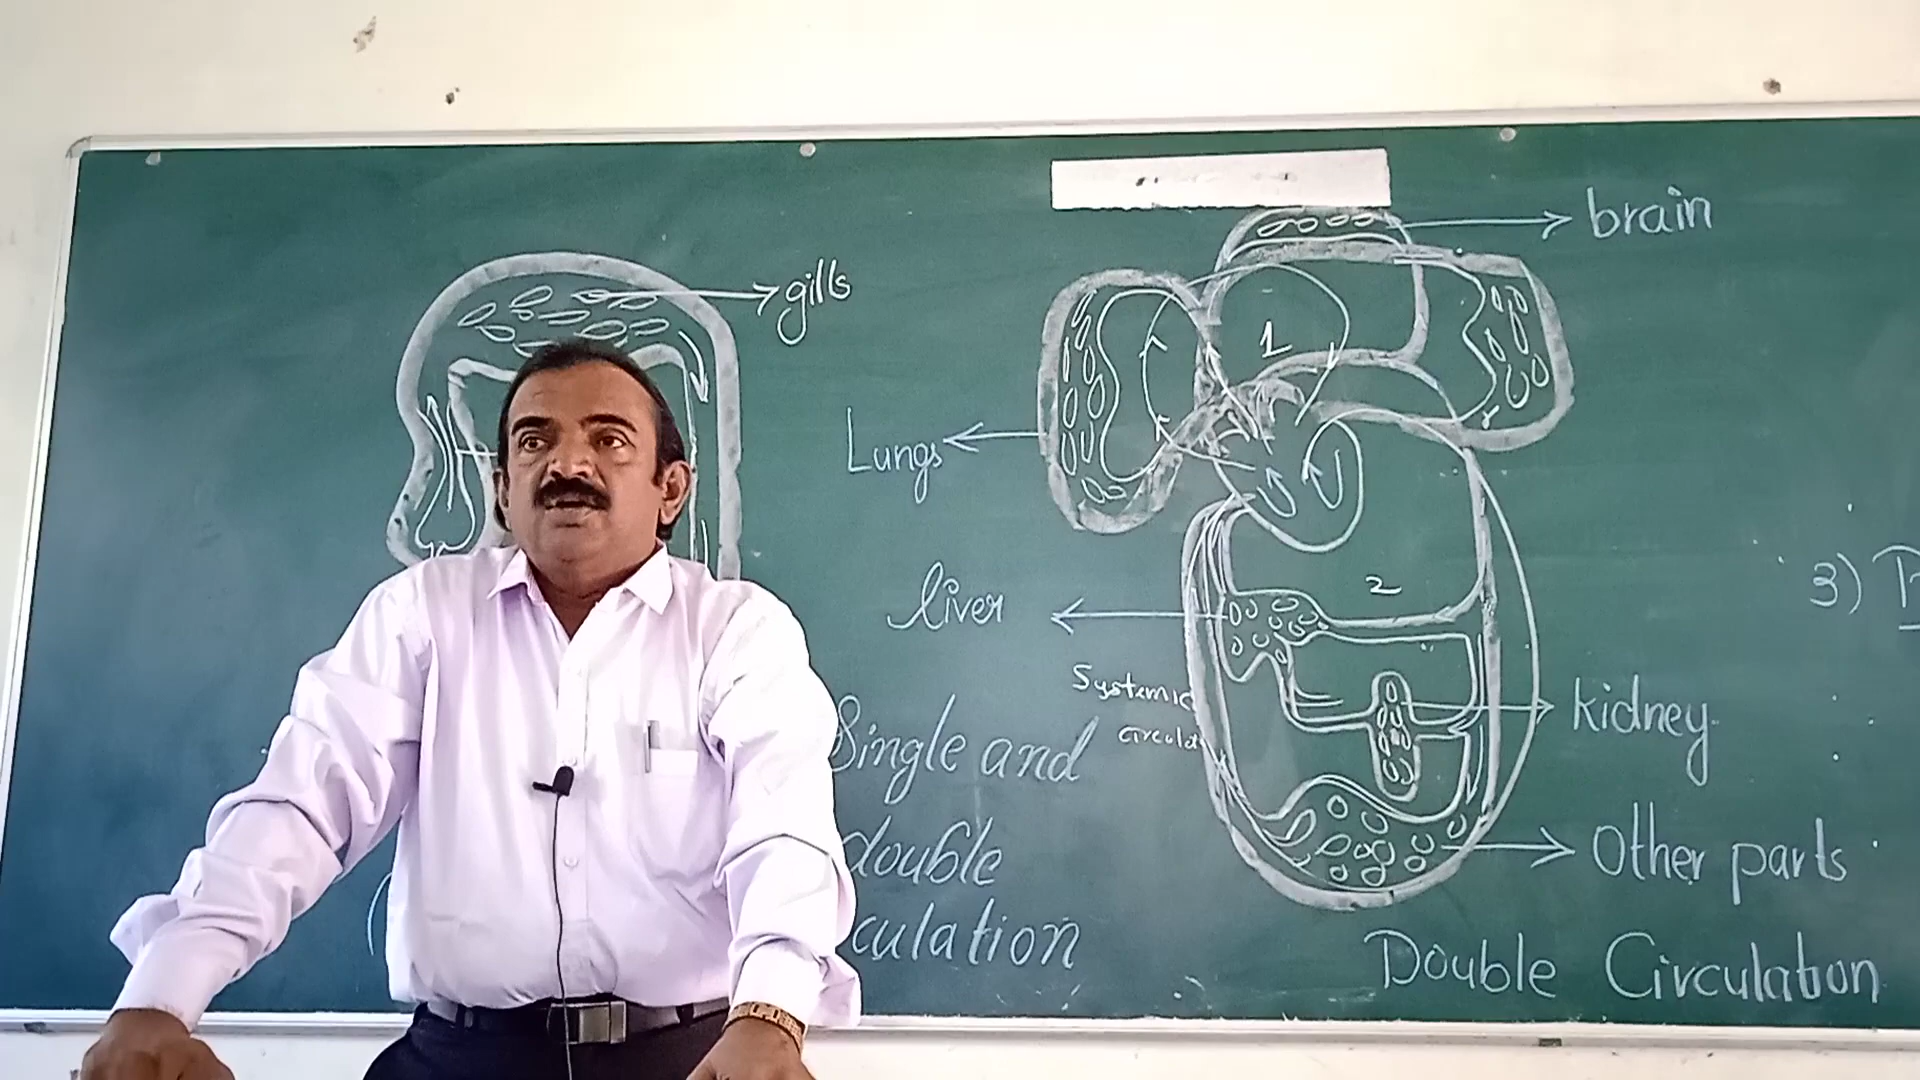 brain
gills
1
Lungs
liver
2
3)
Systemic
kidney
Single and
double
Other parts
culation
Double Circulation